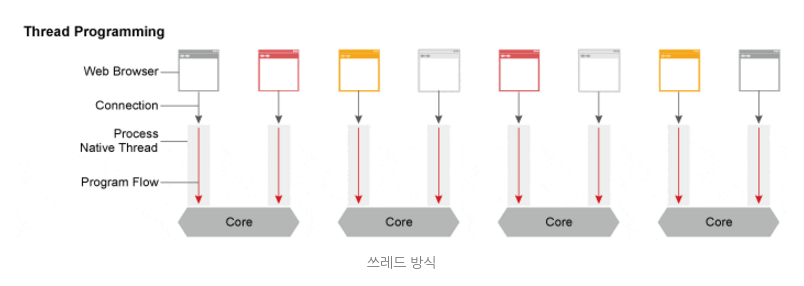 Thread Programming
Web Browser
Connection
Process
Native Thread
Program Flow
Core
Core
Core
Core
쓰레드 방식